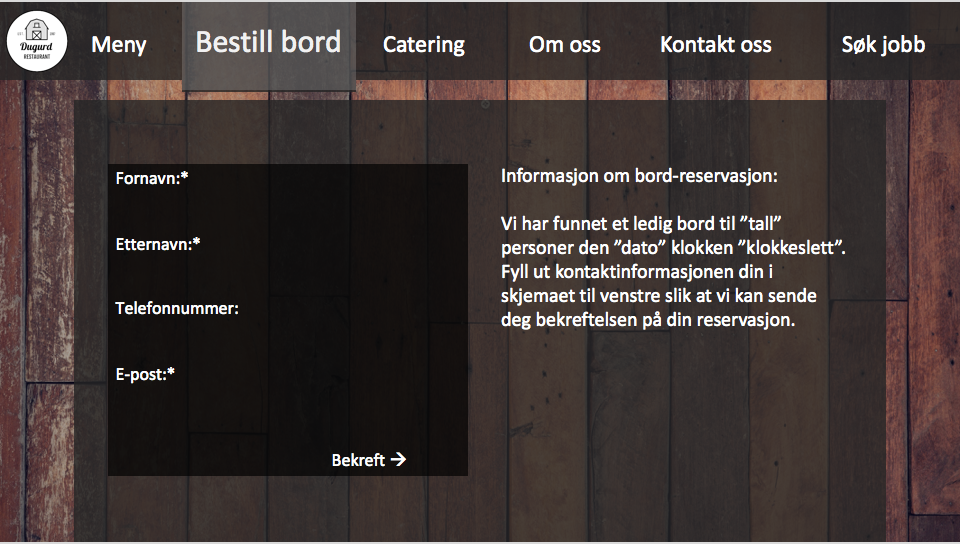 Dugurd
RESTAURANT
Meny
Bestill bord
Catering
Om oss
Kontakt oss
Søk jobb
Fornavn:*
Etternavn:*
Telefonnummer:
E-post:*
Bekreft →
Informasjon om bord-reservasjon:
Vi har funnet et ledig bord til ”tall”
personer den ”dato” klokken ”klokkeslett”.
Fyll ut kontaktinformasjonen din i
skjemaet til venstre slik at vi kan sende
deg bekreftelsen på din reservasjon.